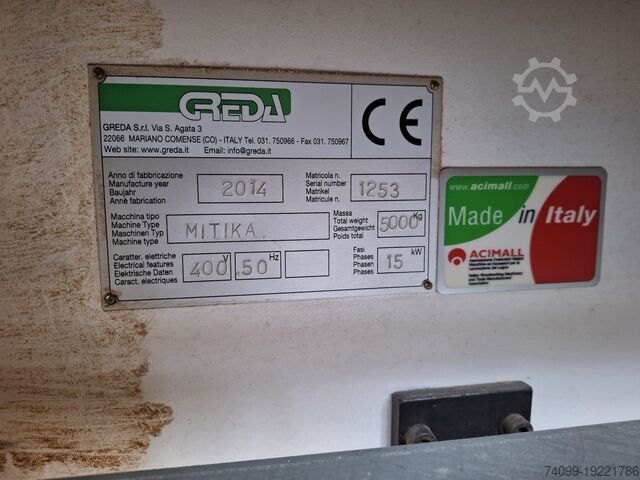 GREDA
GREDA S.r.l. Via S. Agata 3
22066 MARIANO COMENSE (CO) - ITALY Tel. 031. 750966 - Fax 031. 750967
Web site: www.greda.it Email: info@greda.it
CE
Anno di fabbricazione
Manufacture year
Baujahr
Anné fabrication
2014
Matricola n.
Serial number
Matrikel
Matricule n.
1253
Macchina tipo
Machine Type
Maschinen Typ
Machine type
MITIKA.
Massa
Total weight
Gesamtgewicht
Poids total
5000 Kg
Caratter. elettriche
Electrical features
Elektrische Daten
Caract. electriques
400 V
50 Hz
Fasi
Phases
Phasen
Phases
15 kW
www.acimall.com
Made in Italy
ACIMALL
74099-19221786